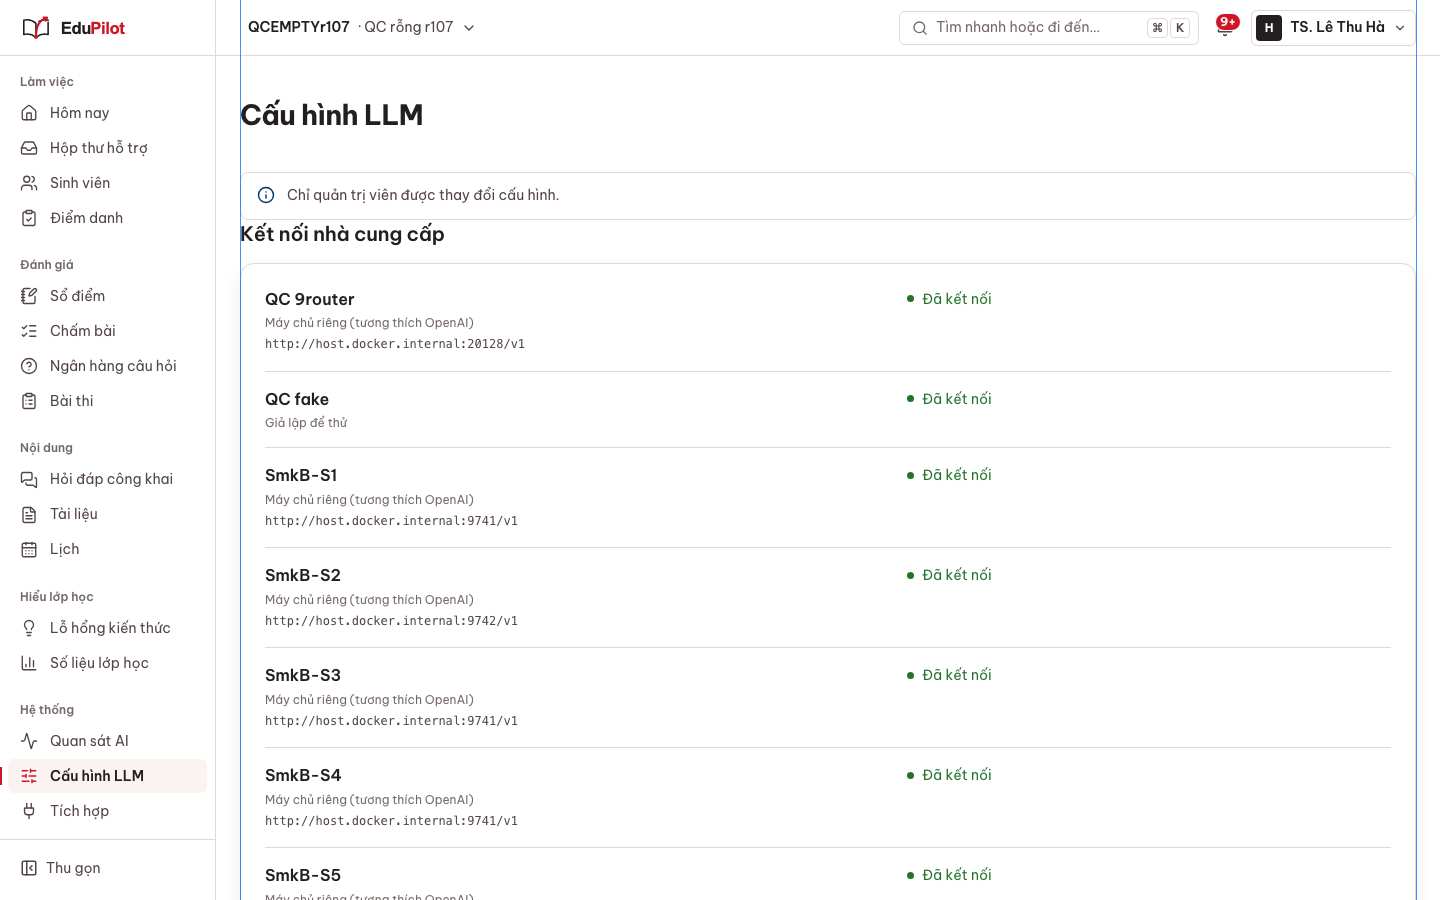 EduPilot
QCEMPTYr107 · QC rỗng r107
Tìm nhanh hoặc đi đến... ⌘ K
9+
H TS. Lê Thu Hà
Làm việc
Hôm nay
Hộp thư hỗ trợ
Sinh viên
Điểm danh
Đánh giá
Sổ điểm
Chấm bài
Ngân hàng câu hỏi
Bài thi
Nội dung
Hỏi đáp công khai
Tài liệu
Lịch
Hiểu lớp học
Lỗ hổng kiến thức
Số liệu lớp học
Hệ thống
Quan sát AI
Cấu hình LLM
Tích hợp
Thu gọn
Cấu hình LLM
Chỉ quản trị viên được thay đổi cấu hình.
Kết nối nhà cung cấp
QC 9router
Đã kết nối
Máy chủ riêng (tương thích OpenAI)
http://host.docker.internal:20128/v1
QC fake
Đã kết nối
Giả lập để thử
SmkB-S1
Đã kết nối
Máy chủ riêng (tương thích OpenAI)
http://host.docker.internal:9741/v1
SmkB-S2
Đã kết nối
Máy chủ riêng (tương thích OpenAI)
http://host.docker.internal:9742/v1
SmkB-S3
Đã kết nối
Máy chủ riêng (tương thích OpenAI)
http://host.docker.internal:9741/v1
SmkB-S4
Đã kết nối
Máy chủ riêng (tương thích OpenAI)
http://host.docker.internal:9741/v1
SmkB-S5
Đã kết nối
Máy chủ riêng (tương thích OpenAI)